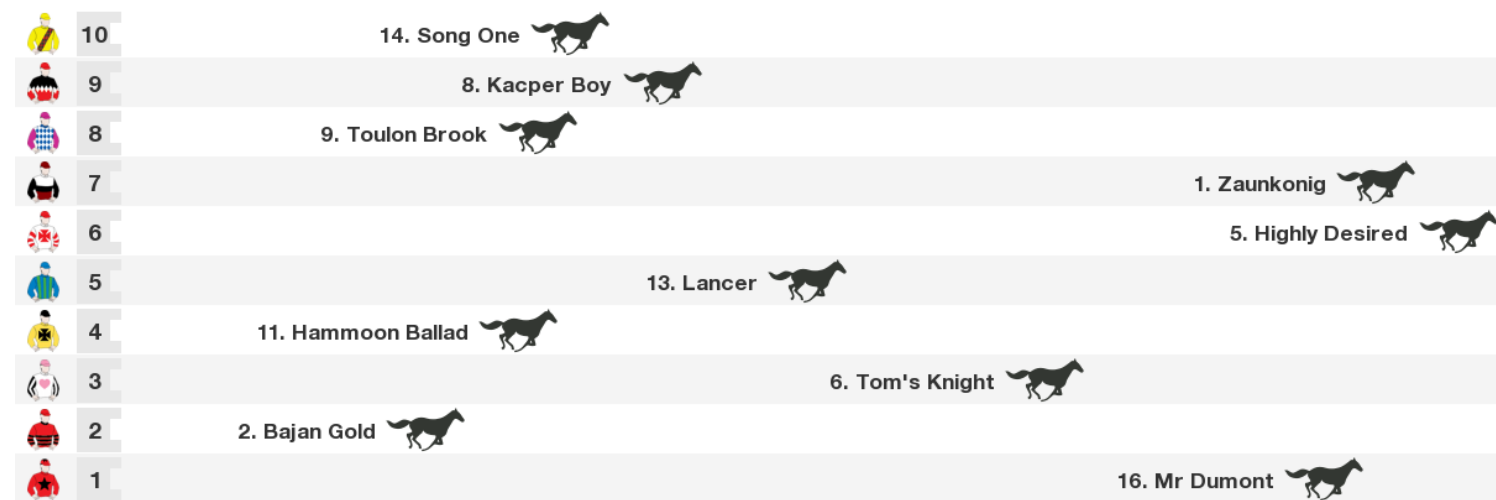 10 14. Song One
9 8. Kacper Boy
8 9. Toulon Brook
7 1. Zaunkonig
6 5. Highly Desired
5 13. Lancer
4 11. Hammoon Ballad
3 6. Tom's Knight
2 2. Bajan Gold
1 16. Mr Dumont